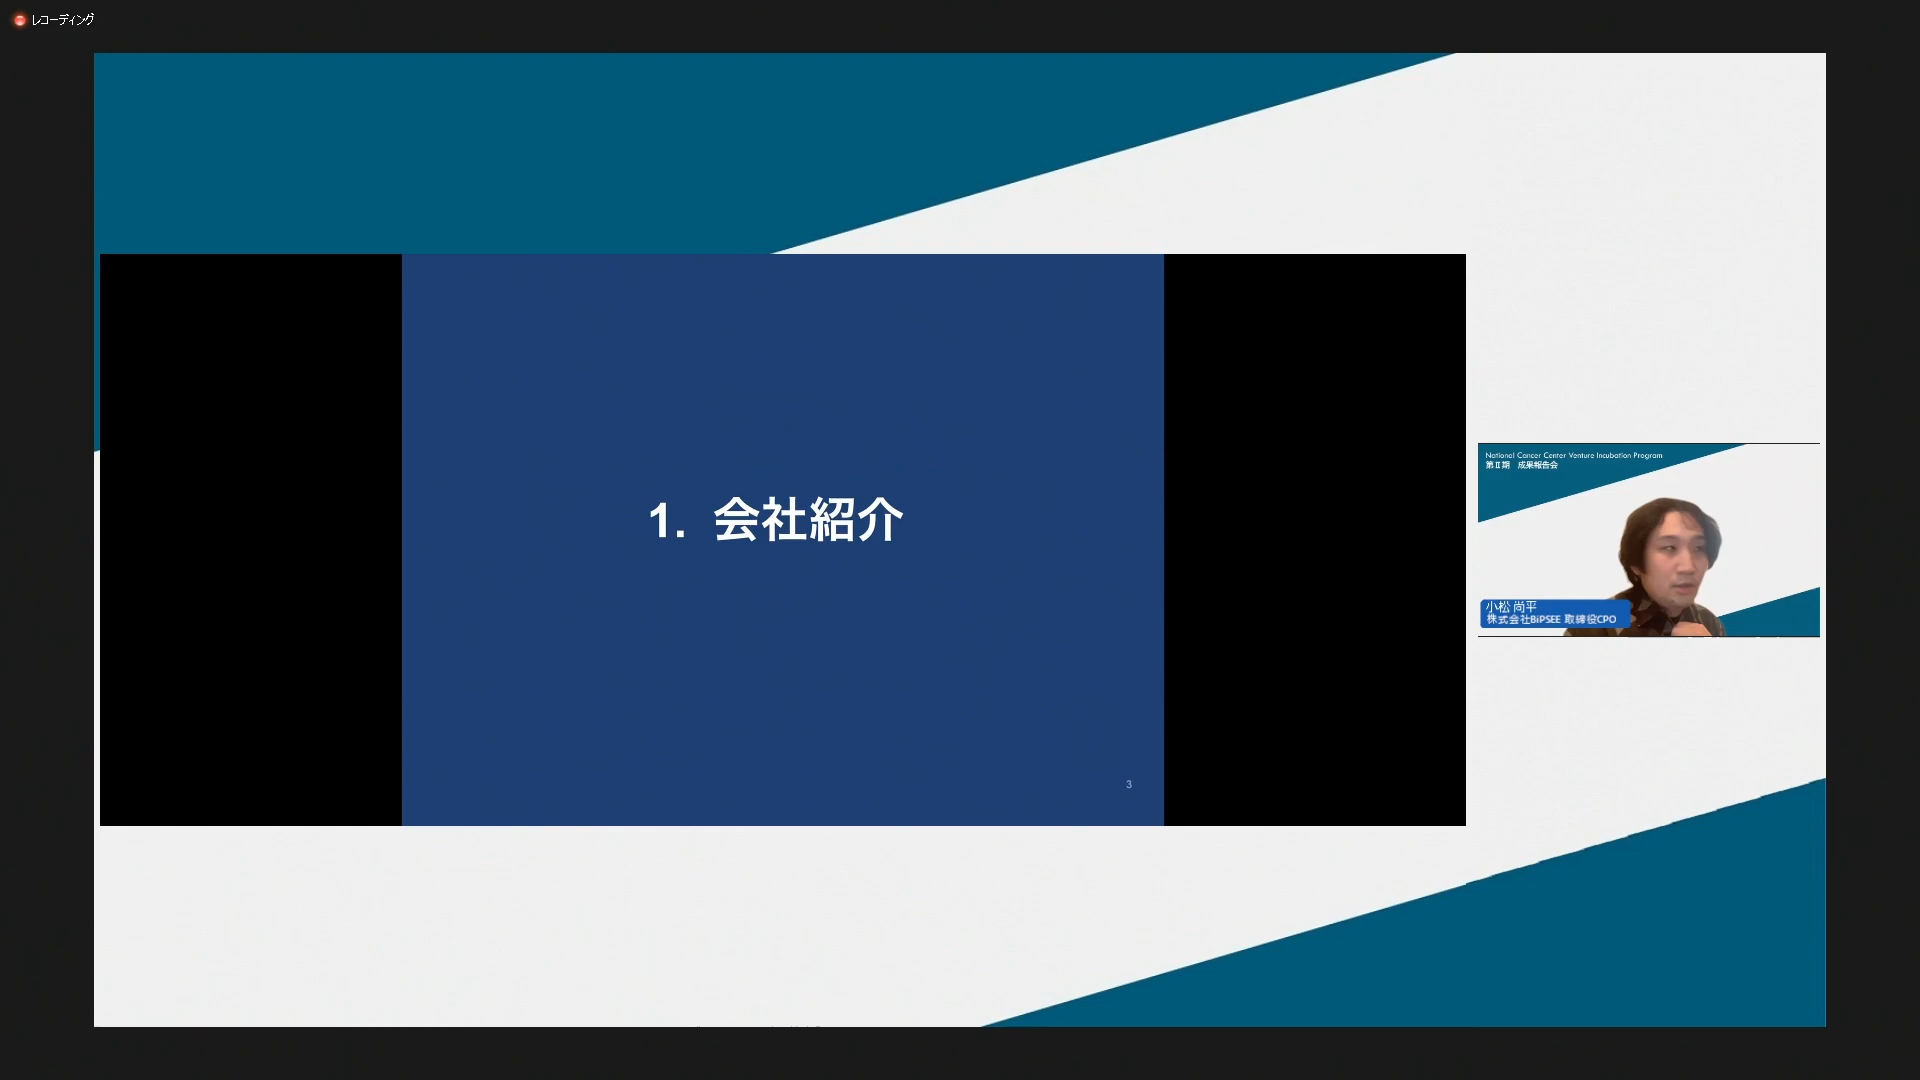 レコーディング
1. 会社紹介
3
National Cancer Center Venture Incubation Program
第Ⅱ期 成果報告会
小松 尚平
株式会社BiPSEE 取締役CPO